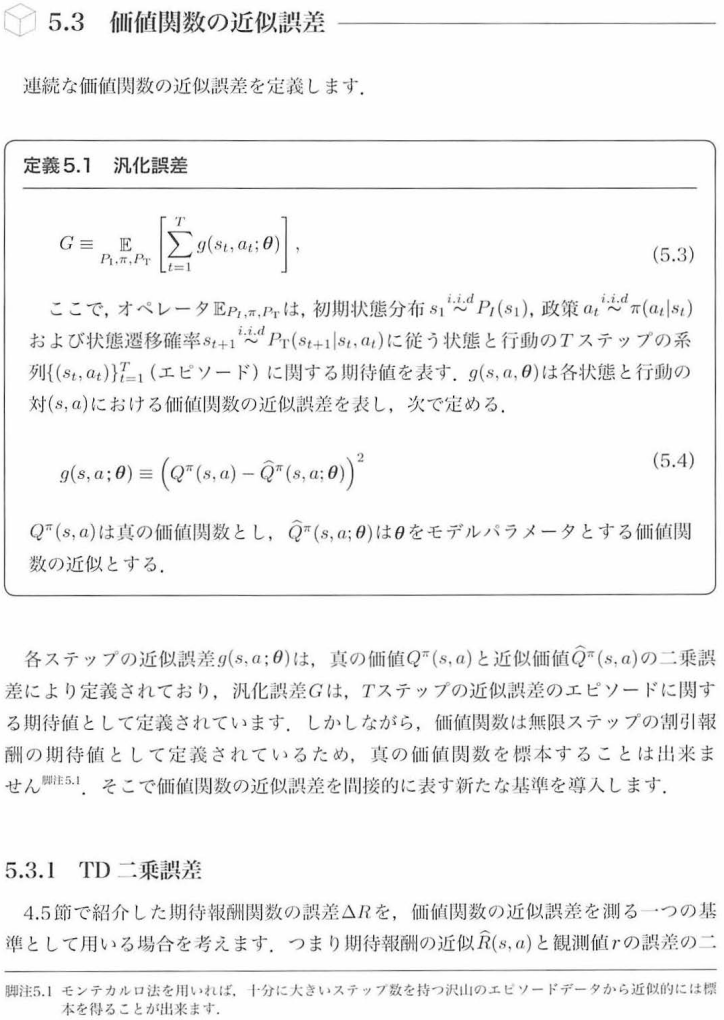 5.3 価値関数の近似誤差
連続な価値関数の近似誤差を定義します.
定義5.1 汎化誤差
G ≡ 𝔼_{P_I,π,P_T} [ \sum_{t=1}^{T} g(s_t, a_t; θ) ], (5.3)
ここで, オペレータ𝔼_{P_I,π,P_T}は, 初期状態分布 s_1 \overset{i.i.d}{∼} P_I(s_1), 政策 a_t \overset{i.i.d}{∼} π(a_t|s_t)
および状態遷移確率s_{t+1} \overset{i.i.d}{∼} P_T(s_{t+1}|s_t, a_t)に従う状態と行動のTステップの系
列{(s_t, a_t)}_{t=1}^{T} (エピソード) に関する期待値を表す. g(s, a, θ)は各状態と行動の
対(s, a)における価値関数の近似誤差を表し, 次で定める.
g(s, a; θ) ≡ ( Q^π(s, a) − \widehat{Q}^π(s, a; θ) )^2 (5.4)
Q^π(s, a)は真の価値関数とし, \widehat{Q}^π(s, a; θ)はθをモデルパラメータとする価値関
数の近似とする.
各ステップの近似誤差g(s, a; θ)は, 真の価値Q^π(s, a)と近似価値\widehat{Q}^π(s, a)の二乗誤
差により定義されており, 汎化誤差Gは, Tステップの近似誤差のエピソードに関す
る期待値として定義されています. しかしながら, 価値関数は無限ステップの割引報
酬の期待値として定義されているため, 真の価値関数を標本することは出来ま
せん脚注5.1. そこで価値関数の近似誤差を間接的に表す新たな基準を導入します.
5.3.1 TD 二乗誤差
4.5節で紹介した期待報酬関数の誤差ΔRを, 価値関数の近似誤差を測る一つの基
準として用いる場合を考えます. つまり期待報酬の近似\widehat{R}(s, a)と観測値rの誤差の二
脚注5.1 モンテカルロ法を用いれば, 十分に大きいステップ数を持つ沢山のエピソードデータから近似的には標
本を得ることが出来ます.